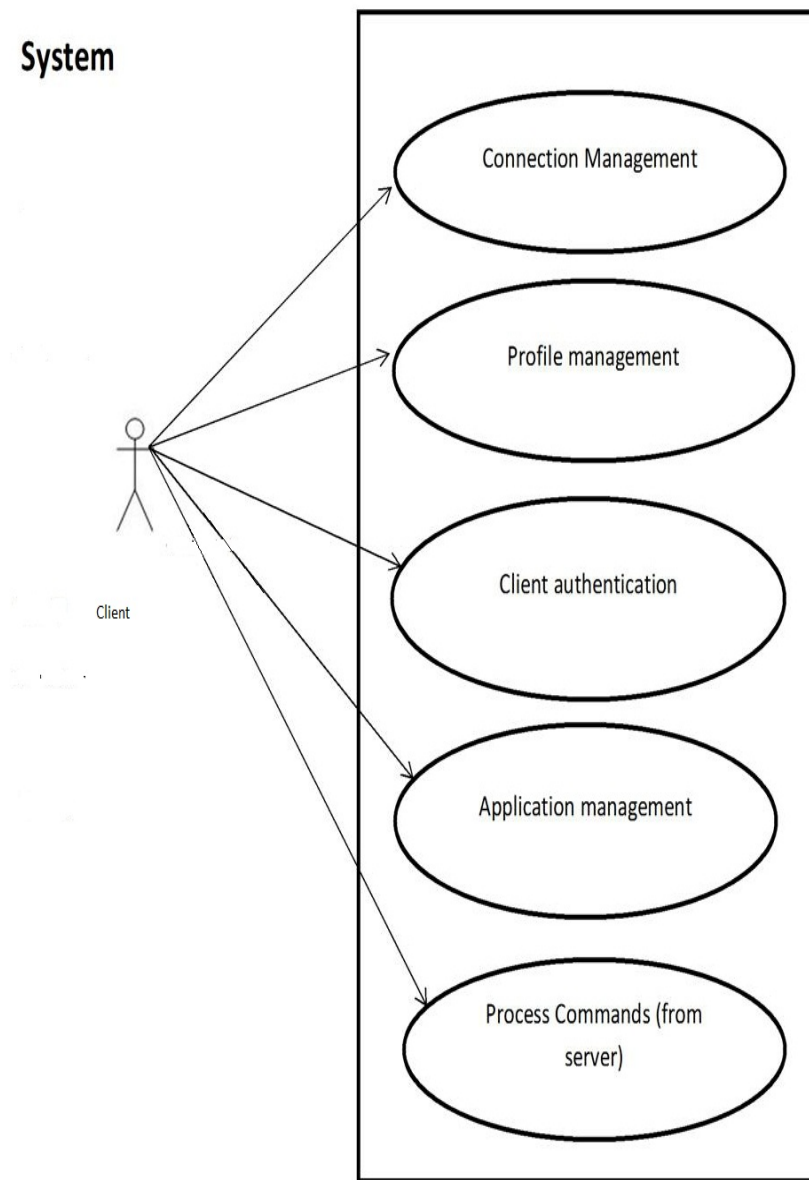 System
Connection Management
Profile management
Client authentication
Client
Application management
Process Commands (from
server)